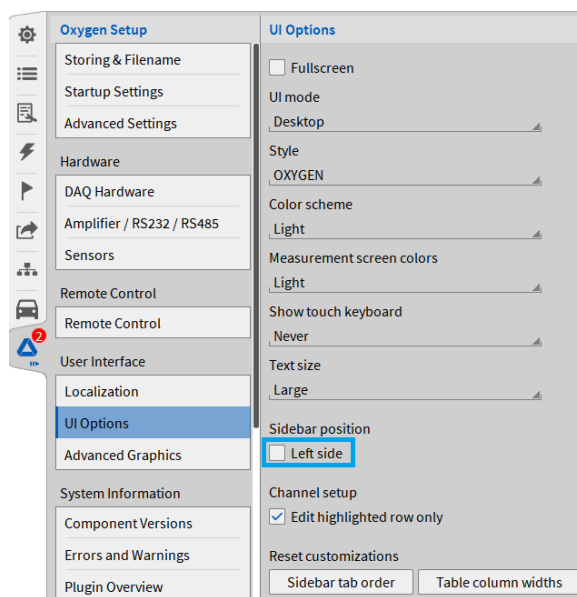 Oxygen Setup
Storing & Filename
Startup Settings
Advanced Settings
Hardware
DAQ Hardware
Amplifier / RS232 / RS485
Sensors
Remote Control
Remote Control
User Interface
Localization
UI Options
Advanced Graphics
System Information
Component Versions
Errors and Warnings
Plugin Overview
2
UI Options
Fullscreen
UI mode
Desktop
Style
OXYGEN
Color scheme
Light
Measurement screen colors
Light
Show touch keyboard
Never
Text size
Large
Sidebar position
Left side
Channel setup
Edit highlighted row only
Reset customizations
Sidebar tab order
Table column widths